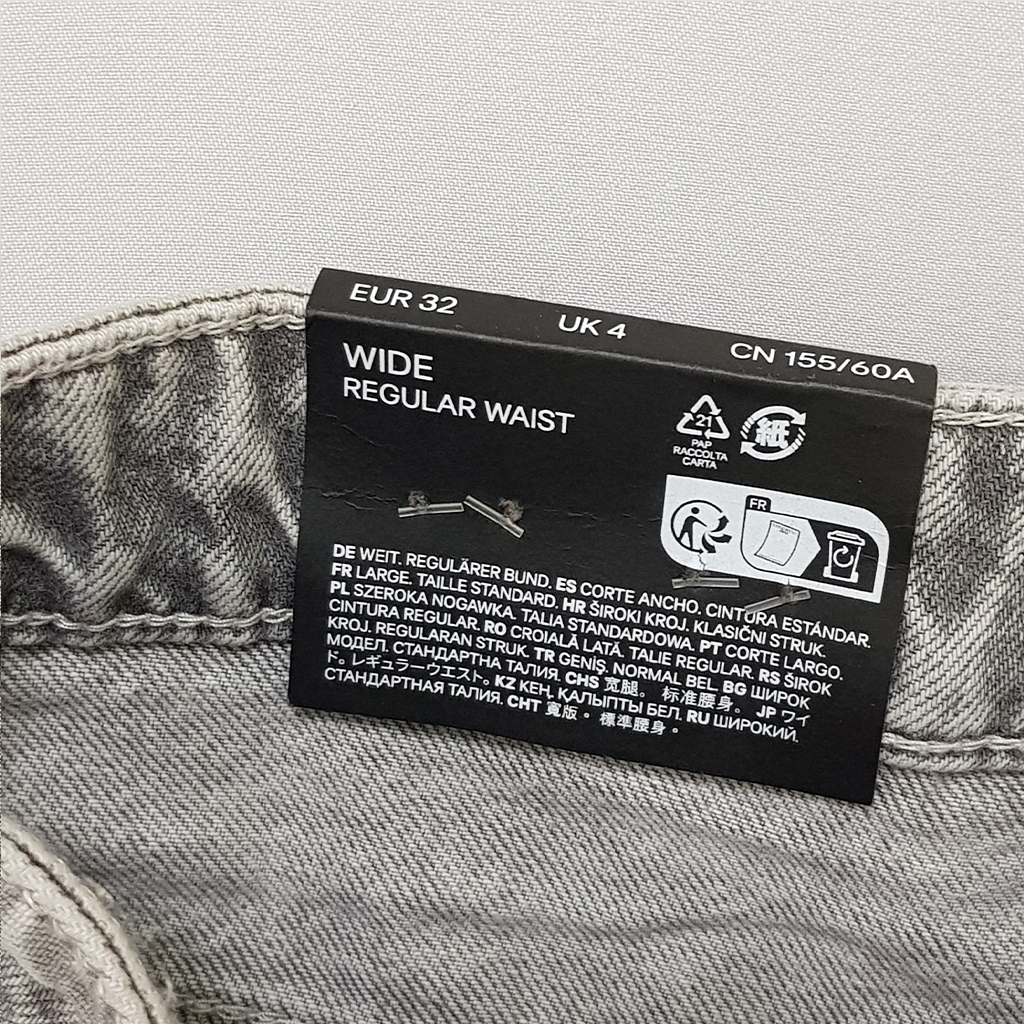 EUR 32 UK 4 CN 155/60A
WIDE
REGULAR WAIST
21
PAP
RACCOLTA
CARTA
紙
FR
DE WEIT. REGULÄRER BUND. ES CORTE ANCHO. CINTURA ESTÁNDAR.
FR LARGE. TAILLE STANDARD. HR ŠIROKI KROJ. KLASIČNI STRUK.
PL SZEROKA NOGAWKA. TALIA STANDARDOWA. PT CORTE LARGO.
CINTURA REGULAR. RO CROIALĂ LATĂ. TALIE REGULAR. RS ŠIROK
KROJ. REGULARAN STRUK. TR GENİŞ. NORMAL BEL. BG ШИРОК
МОДЕЛ. СТАНДАРТНА ТАЛИЯ. CHS 宽腿。 标准腰身。 JP ワイ
ド。レギュラーウエスト。 KZ КЕҢ. ҚАЛЫПТЫ БЕЛ. RU ШИРОКИЙ.
СТАНДАРТНАЯ ТАЛИЯ. CHT 寬版。 標準腰身。